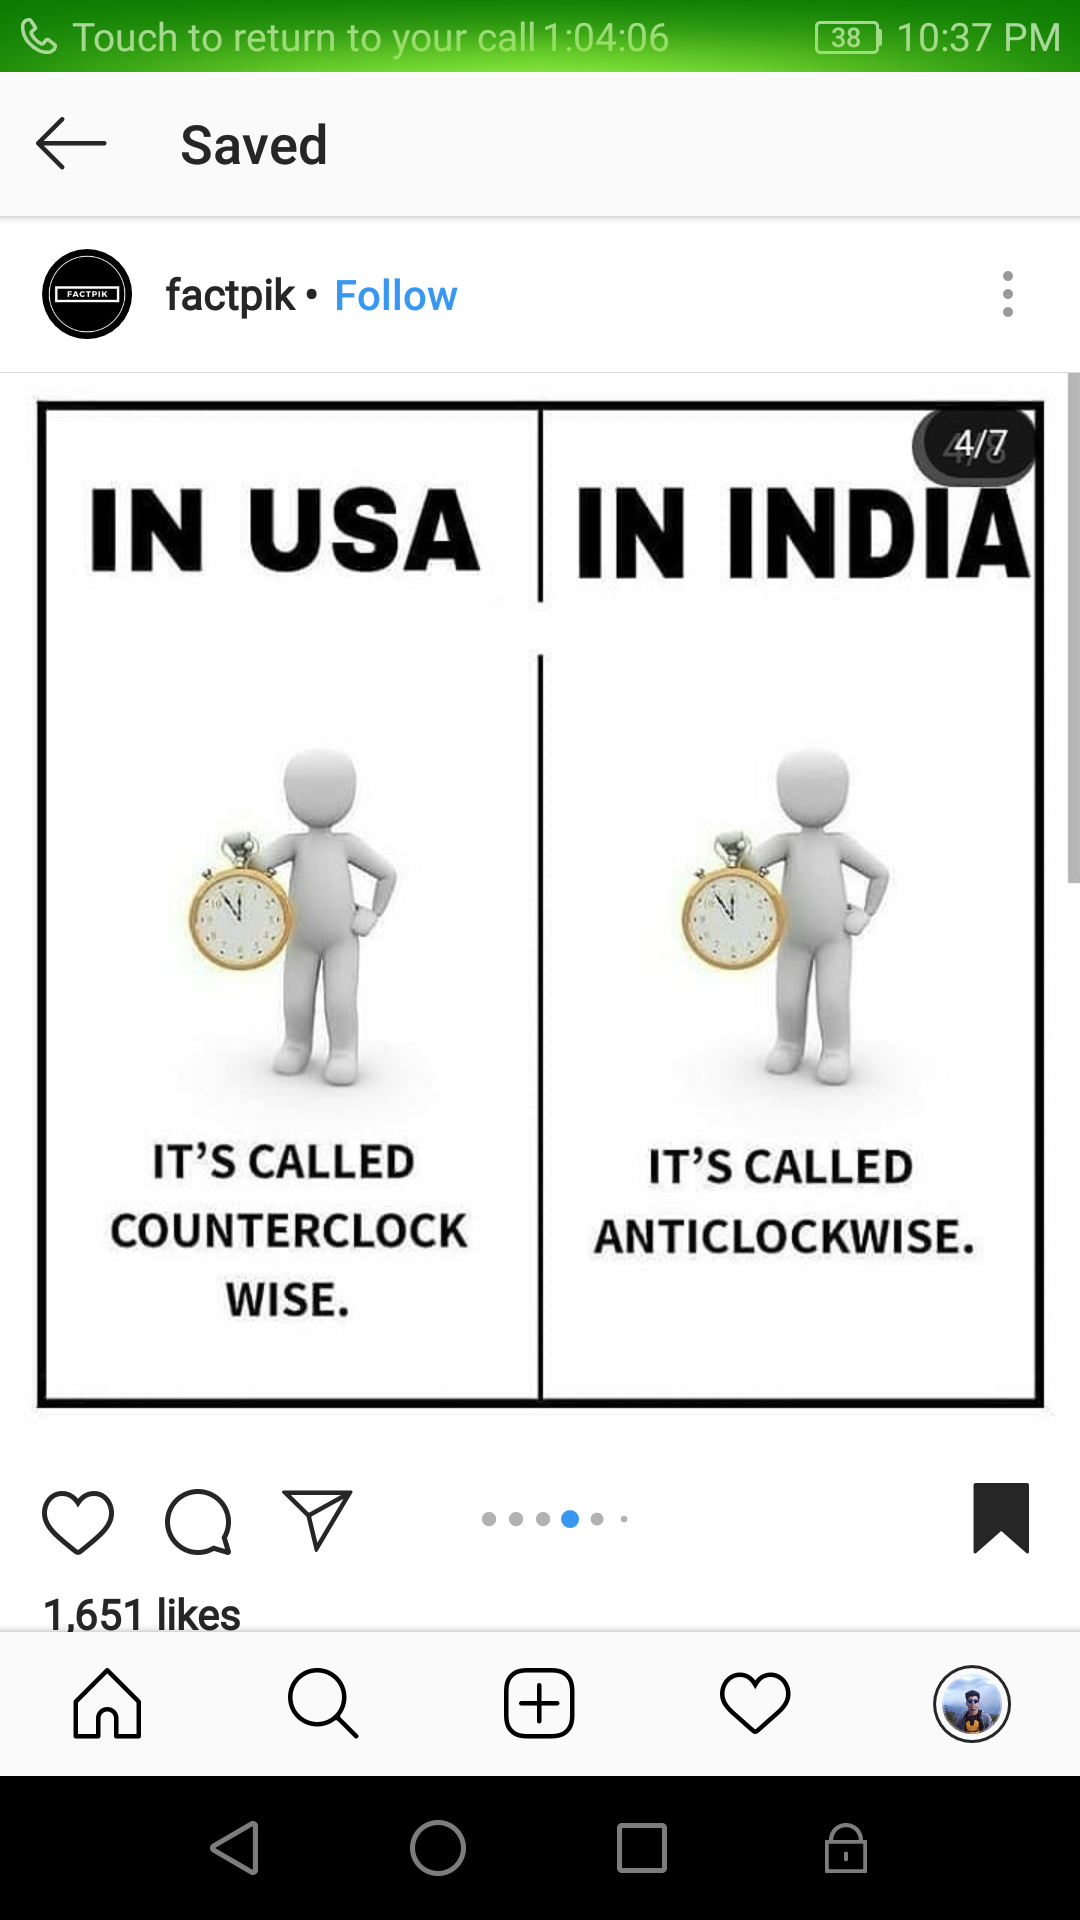 Touch to return to your call 1:04:06 38 10:37 PM
Saved
FACTPIK
factpik • Follow
4/7
IN USA
IN INDIA
IT'S CALLED
COUNTERCLOCK
WISE.
IT'S CALLED
ANTICLOCKWISE.
1,651 likes